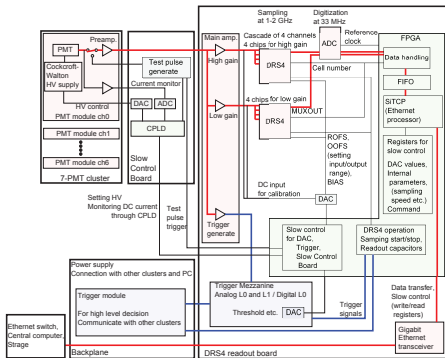 Sampling
at 1-2 GHz
Digitization
at 33 MHz
Reference
clock
FPGA
Preamp.
PMT
Cockcroft-
Walton
HV supply
HV control
PMT module ch0
PMT module ch1
PMT module ch6
7-PMT cluster
Test pulse
generate
Current monitor
DAC
ADC
CPLD
Slow
Control
Board
Main amp.
High gain
Low gain
Trigger
generate
Cascade of 4 channels
4 chips for high gain
DRS4
ADC
Cell number
4 chips for low gain
DRS4
MUXOUT
ROFS,
OOFS
(setting
input/output
range),
BIAS
DC input
for calibration
DAC
Data handling
FIFO
SiTCP
(Ethernet
processor)
Registers for
slow control
DAC values,
Internal
parameters,
(sampling
speed etc.)
Command
Setting HV
Monitoring DC current
through CPLD
Test
pulse
trigger
Slow control
for DAC,
Trigger,
Slow Control
Board
DRS4 operation
Samping start/stop,
Readout capacitors
Power supply
Connection with other clusters and PC
Trigger module
For high level decision
Communicate with other clusters
Backplane
Trigger Mezzanine
Analog L0 and L1 / Digital L0
Threshold etc.
DAC
Trigger
signals
Data transfer,
Slow control
(write/read
registers)
Gigabit
Ethernet
transceiver
Ethernet switch,
Central computer,
Strage
DRS4 readout board